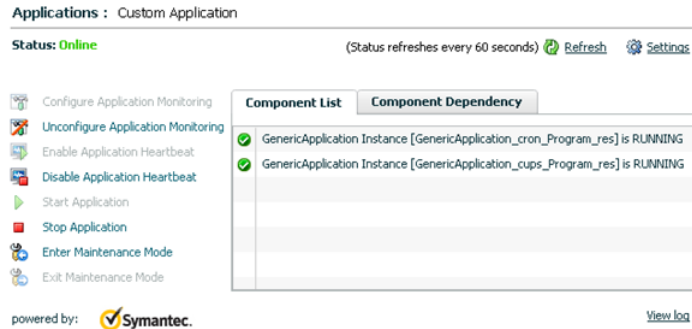 Applications : Custom Application
Status: Online
(Status refreshes every 60 seconds) Refresh Settings
Configure Application Monitoring
Unconfigure Application Monitoring
Enable Application Heartbeat
Disable Application Heartbeat
Start Application
Stop Application
Enter Maintenance Mode
Exit Maintenance Mode
Component List Component Dependency
GenericApplication Instance [GenericApplication_cron_Program_res] is RUNNING
GenericApplication Instance [GenericApplication_cups_Program_res] is RUNNING
powered by: Symantec.
View log